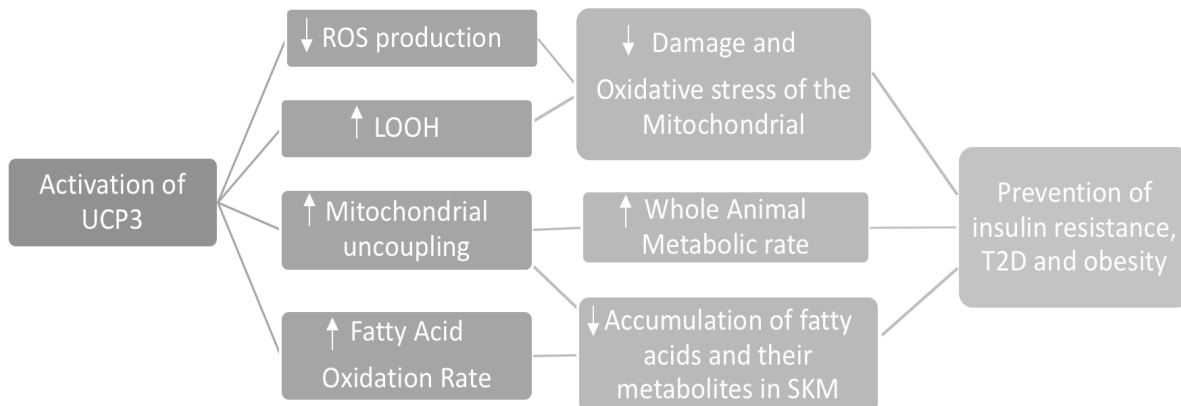 Activation of
UCP3
↓ ROS production
↑ LOOH
↑ Mitochondrial
uncoupling
↑ Fatty Acid
Oxidation Rate
↓ Damage and
Oxidative stress of the
Mitochondrial
↑ Whole Animal
Metabolic rate
↓ Accumulation of fatty
acids and their
metabolites in SKM
Prevention of
insulin resistance,
T2D and obesity